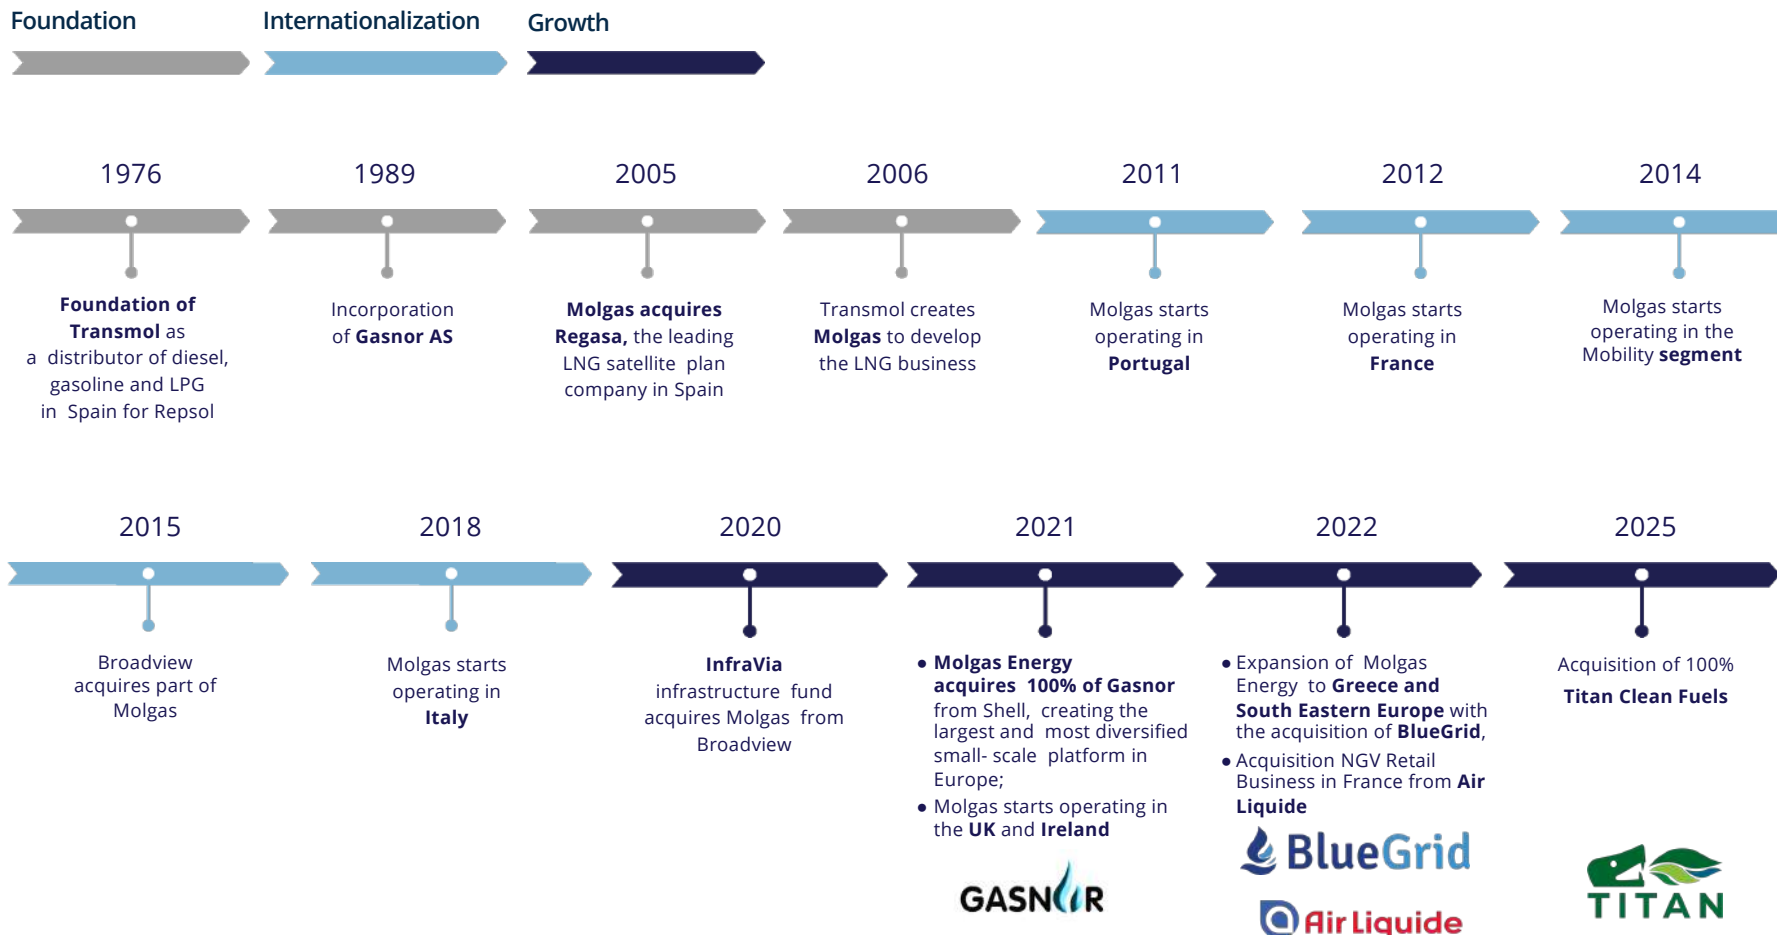 Foundation
Internationalization
Growth
1976
Foundation of
Transmol as
a distributor of diesel,
gasoline and LPG
in Spain for Repsol
1989
Incorporation
of Gasnor AS
2005
Molgas acquires
Regasa, the leading
LNG satellite plan
company in Spain
2006
Transmol creates
Molgas to develop
the LNG business
2011
Molgas starts
operating in
Portugal
2012
Molgas starts
operating in
France
2014
Molgas starts
operating in the
Mobility segment
2015
Broadview
acquires part of
Molgas
2018
Molgas starts
operating in
Italy
2020
InfraVia
infrastructure fund
acquires Molgas from
Broadview
2021
• Molgas Energy
acquires 100% of Gasnor
from Shell, creating the
largest and most diversified
small- scale platform in
Europe;
• Molgas starts operating in
the UK and Ireland
GASNOR
2022
• Expansion of Molgas
Energy to Greece and
South Eastern Europe with
the acquisition of BlueGrid,
• Acquisition NGV Retail
Business in France from Air
Liquide
BlueGrid
Air Liquide
2025
Acquisition of 100%
Titan Clean Fuels
TITAN